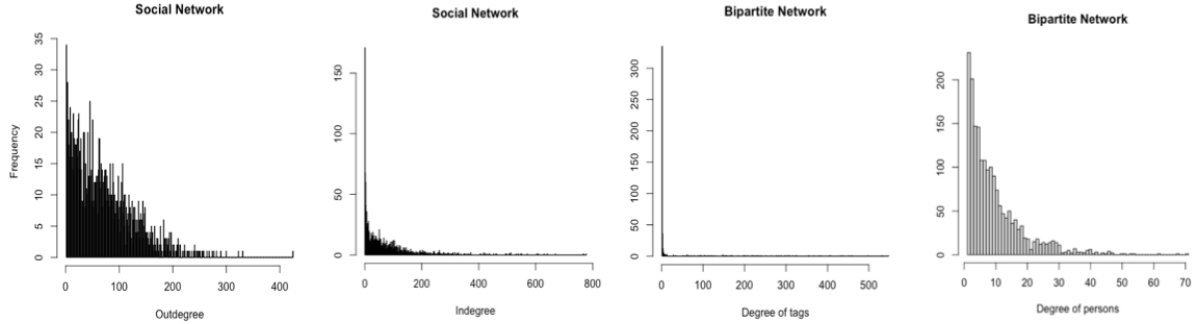 Social Network
Frequency
35
30
25
20
15
10
5
0
0 100 200 300 400
Outdegree
Social Network
150
100
50
0
0 200 400 600 800
Indegree
Bipartite Network
300
250
200
150
100
50
0
0 100 200 300 400 500
Degree of tags
Bipartite Network
200
150
100
50
0
0 10 20 30 40 50 60 70
Degree of persons